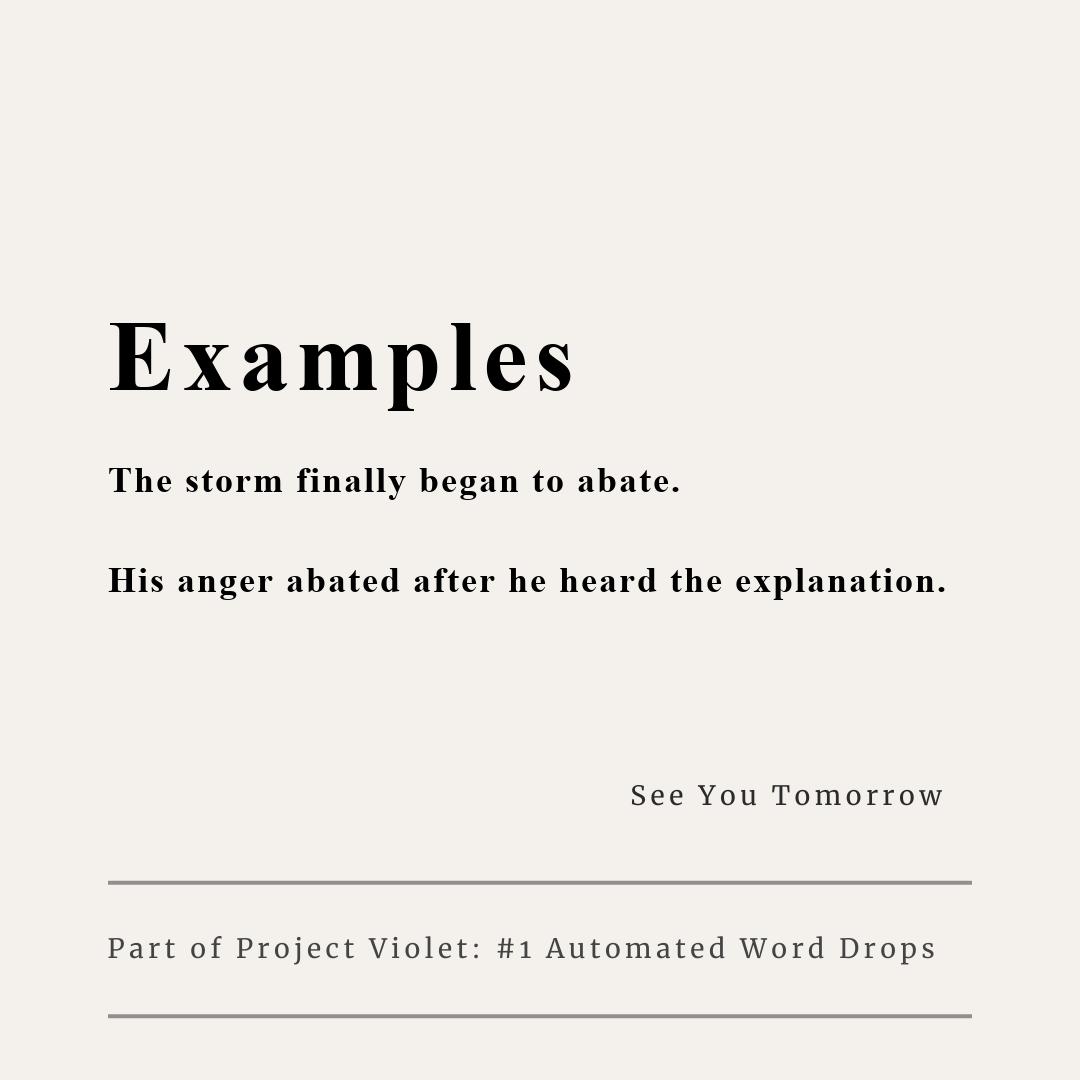 Examples
The storm finally began to abate.
His anger abated after he heard the explanation.
See You Tomorrow
Part of Project Violet: #1 Automated Word Drops